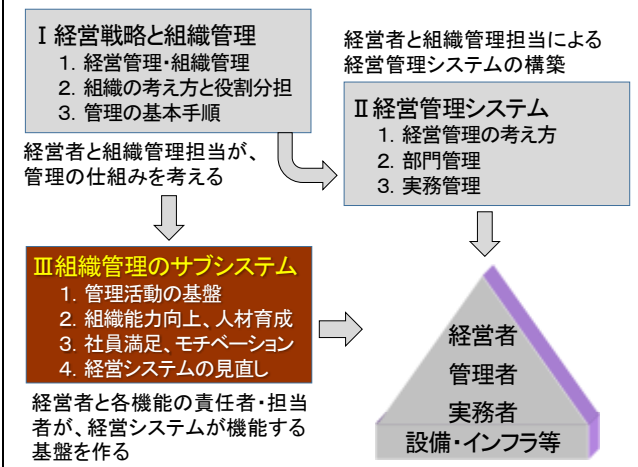 Ⅰ経営戦略と組織管理
1. 経営管理・組織管理
2. 組織の考え方と役割分担
3. 管理の基本手順
経営者と組織管理担当が、
管理の仕組みを考える
経営者と組織管理担当による
経営管理システムの構築
Ⅱ経営管理システム
1. 経営管理の考え方
2. 部門管理
3. 実務管理
Ⅲ組織管理のサブシステム
1. 管理活動の基盤
2. 組織能力向上、人材育成
3. 社員満足、モチベーション
4. 経営システムの見直し
経営者と各機能の責任者・担当
者が、経営システムが機能する
基盤を作る
経営者
管理者
実務者
設備・インフラ等